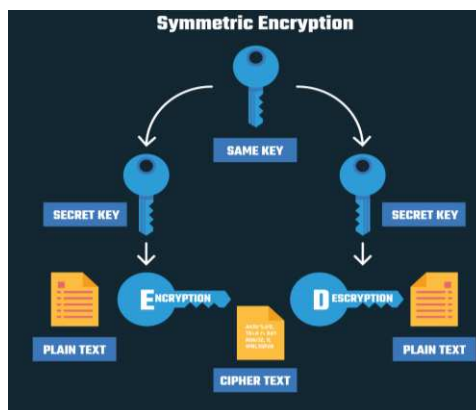 Symmetric Encryption
SAME KEY
SECRET KEY
SECRET KEY
ENCRYPTION
DESCRYPTION
PLAIN TEXT
CIPHER TEXT
PLAIN TEXT